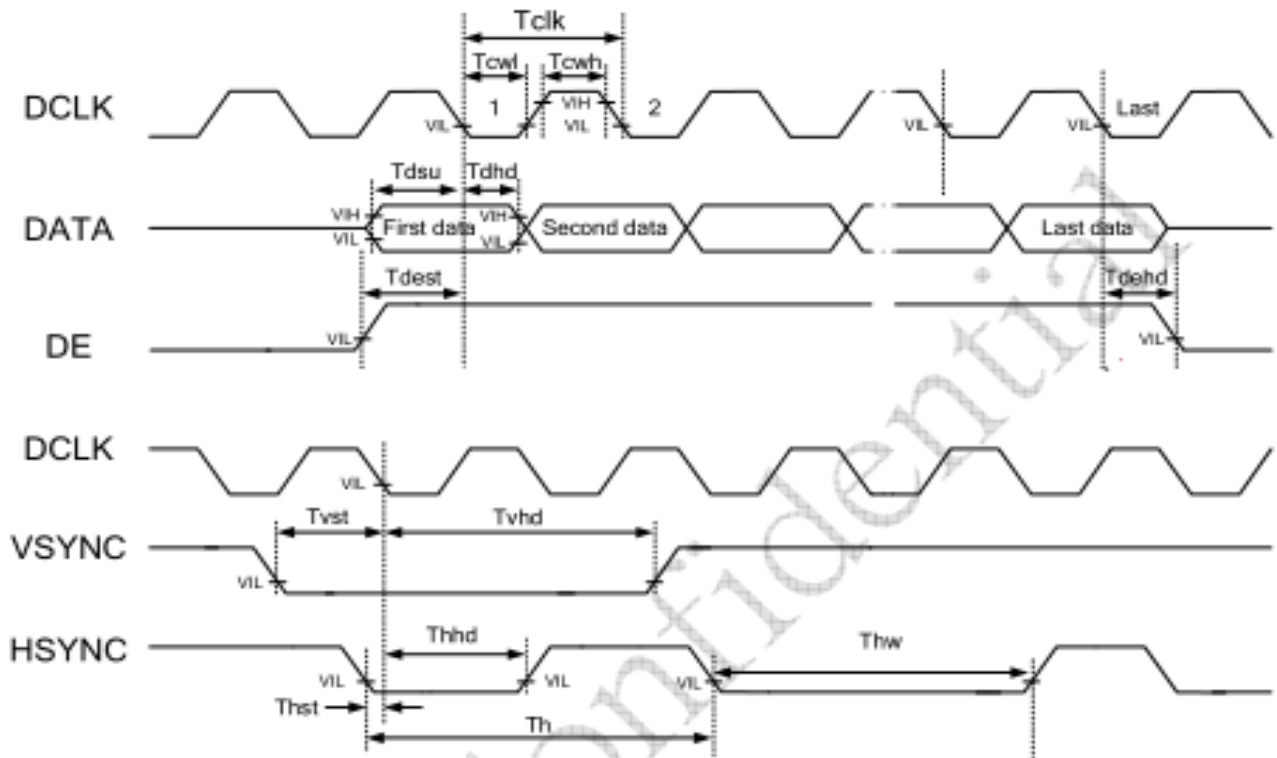 Tclk
Tcwl Tcwh
DCLK 1 VIH 2 Last
VIL VIL VIL VIL
Tdsu Tdhd
VIH VIH
DATA First data Second data Last data
VIL VIL
Tdest Tdehd
DE VIL VIL
DCLK
VIL
Tvst Tvhd
VSYNC
VIL
Thhd Thw
HSYNC
VIL VIL VIL
Thst
Th
onfidential